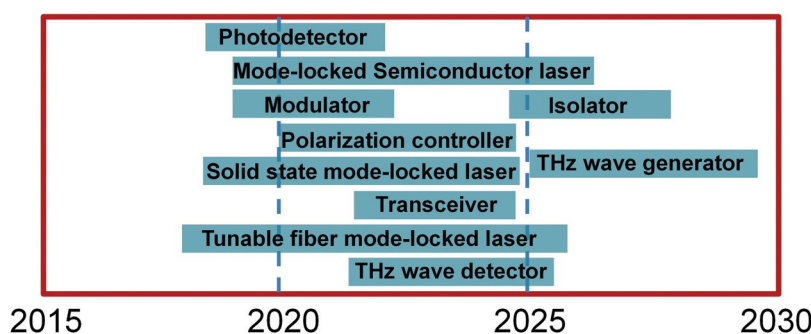 Photodetector
Mode-locked Semiconductor laser
Modulator
Isolator
Polarization controller
THz wave generator
Solid state mode-locked laser
Transceiver
Tunable fiber mode-locked laser
THz wave detector
2015 2020 2025 2030